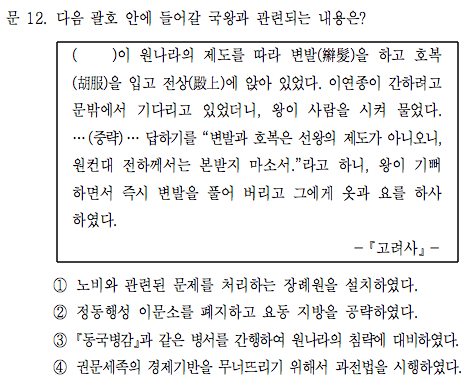 문 12. 다음 괄호 안에 들어갈 국왕과 관련되는 내용은?
(      )이 원나라의 제도를 따라 변발(辮髮)을 하고 호복
(胡服)을 입고 전상(殿上)에 앉아 있었다. 이연종이 간하려고
문밖에서 기다리고 있었더니, 왕이 사람을 시켜 물었다.
…(중략)… 답하기를 “변발과 호복은 선왕의 제도가 아니오니,
원컨대 전하께서는 본받지 마소서.”라고 하니, 왕이 기뻐
하면서 즉시 변발을 풀어 버리고 그에게 옷과 요를 하사
하였다.
－『고려사』－
① 노비와 관련된 문제를 처리하는 장례원을 설치하였다.
② 정동행성 이문소를 폐지하고 요동 지방을 공략하였다.
③ 『동국병감』과 같은 병서를 간행하여 원나라의 침략에 대비하였다.
④ 권문세족의 경제기반을 무너뜨리기 위해서 과전법을 시행하였다.